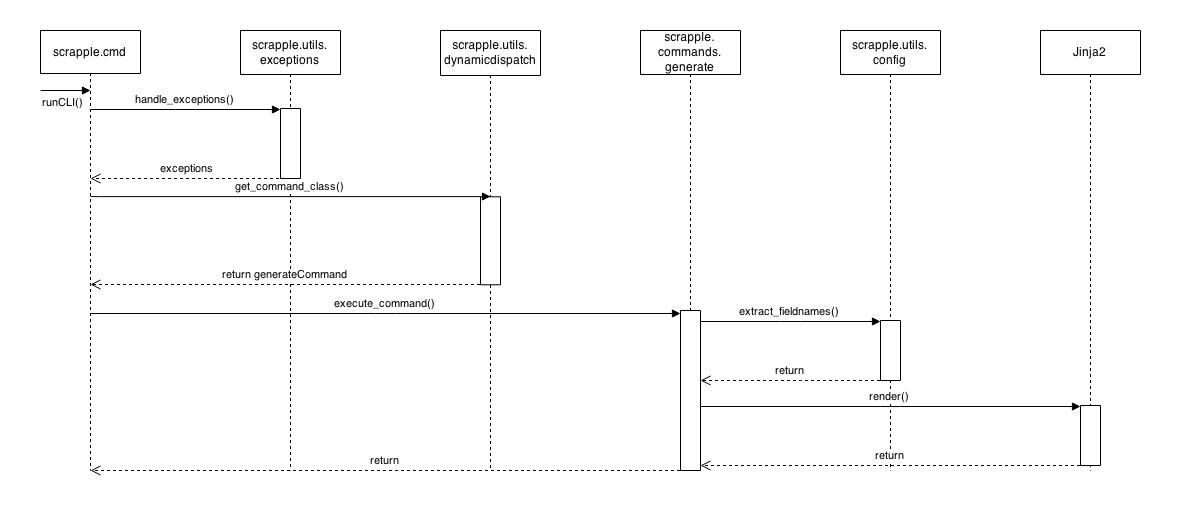 scrapple.cmd
scrapple.utils.
exceptions
scrapple.utils.
dynamicdispatch
scrapple.
commands.
generate
scrapple.utils.
config
Jinja2
runCLI()
handle_exceptions()
exceptions
get_command_class()
return generateCommand
execute_command()
extract_fieldnames()
return
render()
return
return